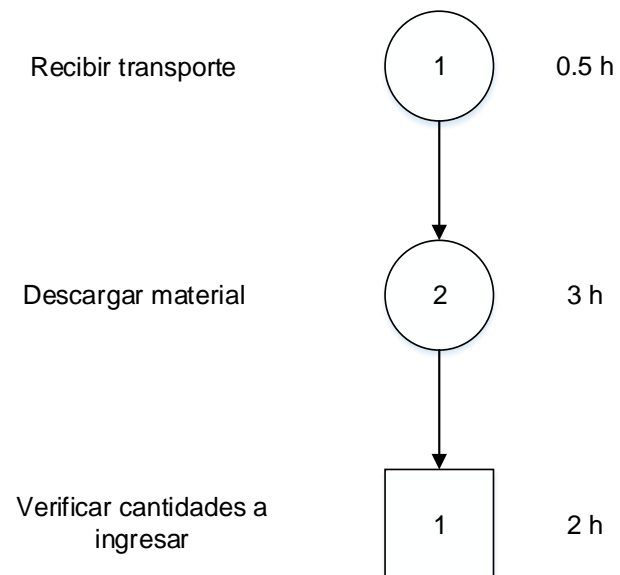 Recibir transporte
1
0.5 h
Descargar material
2
3 h
Verificar cantidades a
ingresar
1
2 h